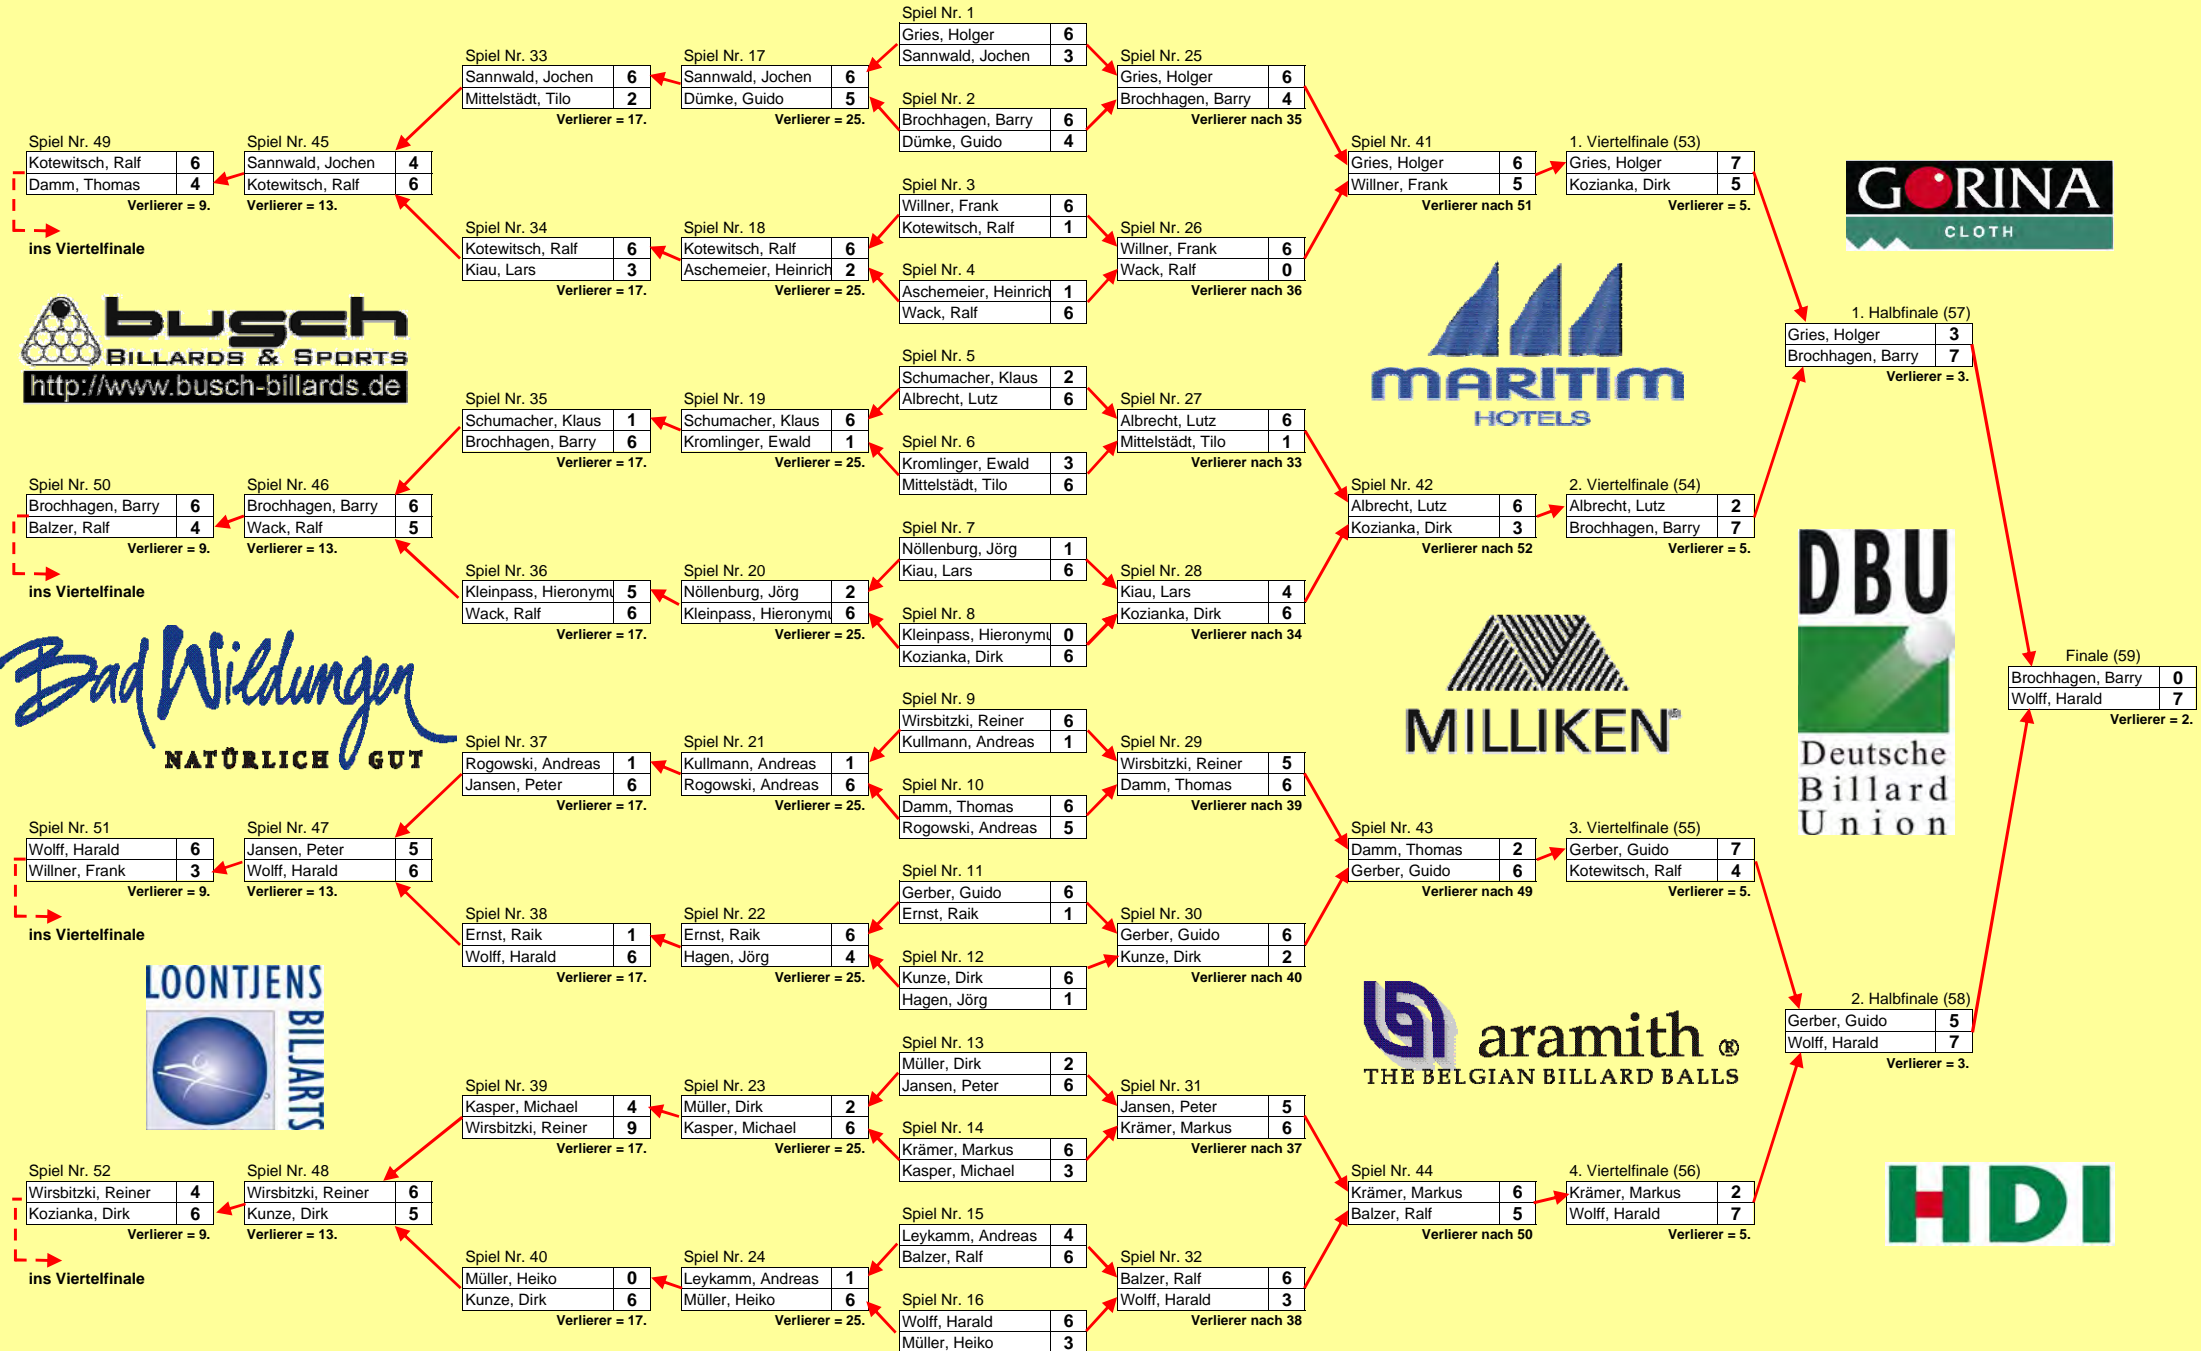 Spiel Nr. 49
Kotewitsch, Ralf 6
Damm, Thomas 4
Verlierer = 9.
ins Viertelfinale
busch
BILLARDS & SPORTS
http://www.busch-billards.de
Spiel Nr. 50
Brochhagen, Barry 6
Balzer, Ralf 4
Verlierer = 9.
ins Viertelfinale
Bad Wildungen
NATÜRLICH GUT
Spiel Nr. 51
Wolff, Harald 6
Willner, Frank 3
Verlierer = 9.
ins Viertelfinale
LOONTJENS
BILJARTS
Spiel Nr. 52
Wirsbitzki, Reiner 4
Kozianka, Dirk 6
Verlierer = 9.
ins Viertelfinale
Spiel Nr. 45
Sannwald, Jochen 4
Kotewitsch, Ralf 6
Verlierer = 13.
Spiel Nr. 46
Brochhagen, Barry 6
Wack, Ralf 5
Verlierer = 13.
Spiel Nr. 47
Jansen, Peter 5
Wolff, Harald 6
Verlierer = 13.
Spiel Nr. 48
Wirsbitzki, Reiner 6
Kunze, Dirk 5
Verlierer = 13.
Spiel Nr. 33
Sannwald, Jochen 6
Mittelstädt, Tilo 2
Verlierer = 17.
Spiel Nr. 34
Kotewitsch, Ralf 6
Kiau, Lars 3
Verlierer = 17.
Spiel Nr. 35
Schumacher, Klaus 1
Brochhagen, Barry 6
Verlierer = 17.
Spiel Nr. 36
Kleinpass, Hieronymu 5
Wack, Ralf 6
Verlierer = 17.
Spiel Nr. 37
Rogowski, Andreas 1
Jansen, Peter 6
Verlierer = 17.
Spiel Nr. 38
Ernst, Raik 1
Wolff, Harald 6
Verlierer = 17.
Spiel Nr. 39
Kasper, Michael 4
Wirsbitzki, Reiner 9
Verlierer = 17.
Spiel Nr. 40
Müller, Heiko 0
Kunze, Dirk 6
Verlierer = 17.
Spiel Nr. 17
Sannwald, Jochen 6
Dümke, Guido 5
Verlierer = 25.
Spiel Nr. 18
Kotewitsch, Ralf 6
Aschemeier, Heinrich 2
Verlierer = 25.
Spiel Nr. 19
Schumacher, Klaus 6
Kromlinger, Ewald 1
Verlierer = 25.
Spiel Nr. 20
Nöllenburg, Jörg 2
Kleinpass, Hieronymu 6
Verlierer = 25.
Spiel Nr. 21
Kullmann, Andreas 1
Rogowski, Andreas 6
Verlierer = 25.
Spiel Nr. 22
Ernst, Raik 6
Hagen, Jörg 4
Verlierer = 25.
Spiel Nr. 23
Müller, Dirk 2
Kasper, Michael 6
Verlierer = 25.
Spiel Nr. 24
Leykamm, Andreas 1
Müller, Heiko 6
Verlierer = 25.
Spiel Nr. 1
Gries, Holger 6
Sannwald, Jochen 3
Spiel Nr. 2
Brochhagen, Barry 6
Dümke, Guido 4
Spiel Nr. 3
Willner, Frank 6
Kotewitsch, Ralf 1
Spiel Nr. 4
Aschemeier, Heinrich 1
Wack, Ralf 6
Spiel Nr. 5
Schumacher, Klaus 2
Albrecht, Lutz 6
Spiel Nr. 6
Kromlinger, Ewald 3
Mittelstädt, Tilo 6
Spiel Nr. 7
Nöllenburg, Jörg 1
Kiau, Lars 6
Spiel Nr. 8
Kleinpass, Hieronymu 0
Kozianka, Dirk 6
Spiel Nr. 9
Wirsbitzki, Reiner 6
Kullmann, Andreas 1
Spiel Nr. 10
Damm, Thomas 6
Rogowski, Andreas 5
Spiel Nr. 11
Gerber, Guido 6
Ernst, Raik 1
Spiel Nr. 12
Kunze, Dirk 6
Hagen, Jörg 1
Spiel Nr. 13
Müller, Dirk 2
Jansen, Peter 6
Spiel Nr. 14
Krämer, Markus 6
Kasper, Michael 3
Spiel Nr. 15
Leykamm, Andreas 4
Balzer, Ralf 6
Spiel Nr. 16
Wolff, Harald 6
Müller, Heiko 3
Spiel Nr. 25
Gries, Holger 6
Brochhagen, Barry 4
Verlierer nach 35
Spiel Nr. 26
Willner, Frank 6
Wack, Ralf 0
Verlierer nach 36
Spiel Nr. 27
Albrecht, Lutz 6
Mittelstädt, Tilo 1
Verlierer nach 33
Spiel Nr. 28
Kiau, Lars 4
Kozianka, Dirk 6
Verlierer nach 34
Spiel Nr. 29
Wirsbitzki, Reiner 5
Damm, Thomas 6
Verlierer nach 39
Spiel Nr. 30
Gerber, Guido 6
Kunze, Dirk 2
Verlierer nach 40
Spiel Nr. 31
Jansen, Peter 5
Krämer, Markus 6
Verlierer nach 37
Spiel Nr. 32
Balzer, Ralf 6
Wolff, Harald 3
Verlierer nach 38
Spiel Nr. 41
Gries, Holger 6
Willner, Frank 5
Verlierer nach 51
MARITIM
HOTELS
Spiel Nr. 42
Albrecht, Lutz 6
Kozianka, Dirk 3
Verlierer nach 52
MILLIKEN
Spiel Nr. 43
Damm, Thomas 2
Gerber, Guido 6
Verlierer nach 49
aramith ®
THE BELGIAN BILLARD BALLS
Spiel Nr. 44
Krämer, Markus 6
Balzer, Ralf 5
Verlierer nach 50
1. Viertelfinale (53)
Gries, Holger 7
Kozianka, Dirk 5
Verlierer = 5.
2. Viertelfinale (54)
Albrecht, Lutz 2
Brochhagen, Barry 7
Verlierer = 5.
3. Viertelfinale (55)
Gerber, Guido 7
Kotewitsch, Ralf 4
Verlierer = 5.
4. Viertelfinale (56)
Krämer, Markus 2
Wolff, Harald 7
Verlierer = 5.
GORINA
CLOTH
1. Halbfinale (57)
Gries, Holger 3
Brochhagen, Barry 7
Verlierer = 3.
DBU
Deutsche
Billard
Union
2. Halbfinale (58)
Gerber, Guido 5
Wolff, Harald 7
Verlierer = 3.
HDI
Finale (59)
Brochhagen, Barry 0
Wolff, Harald 7
Verlierer = 2.